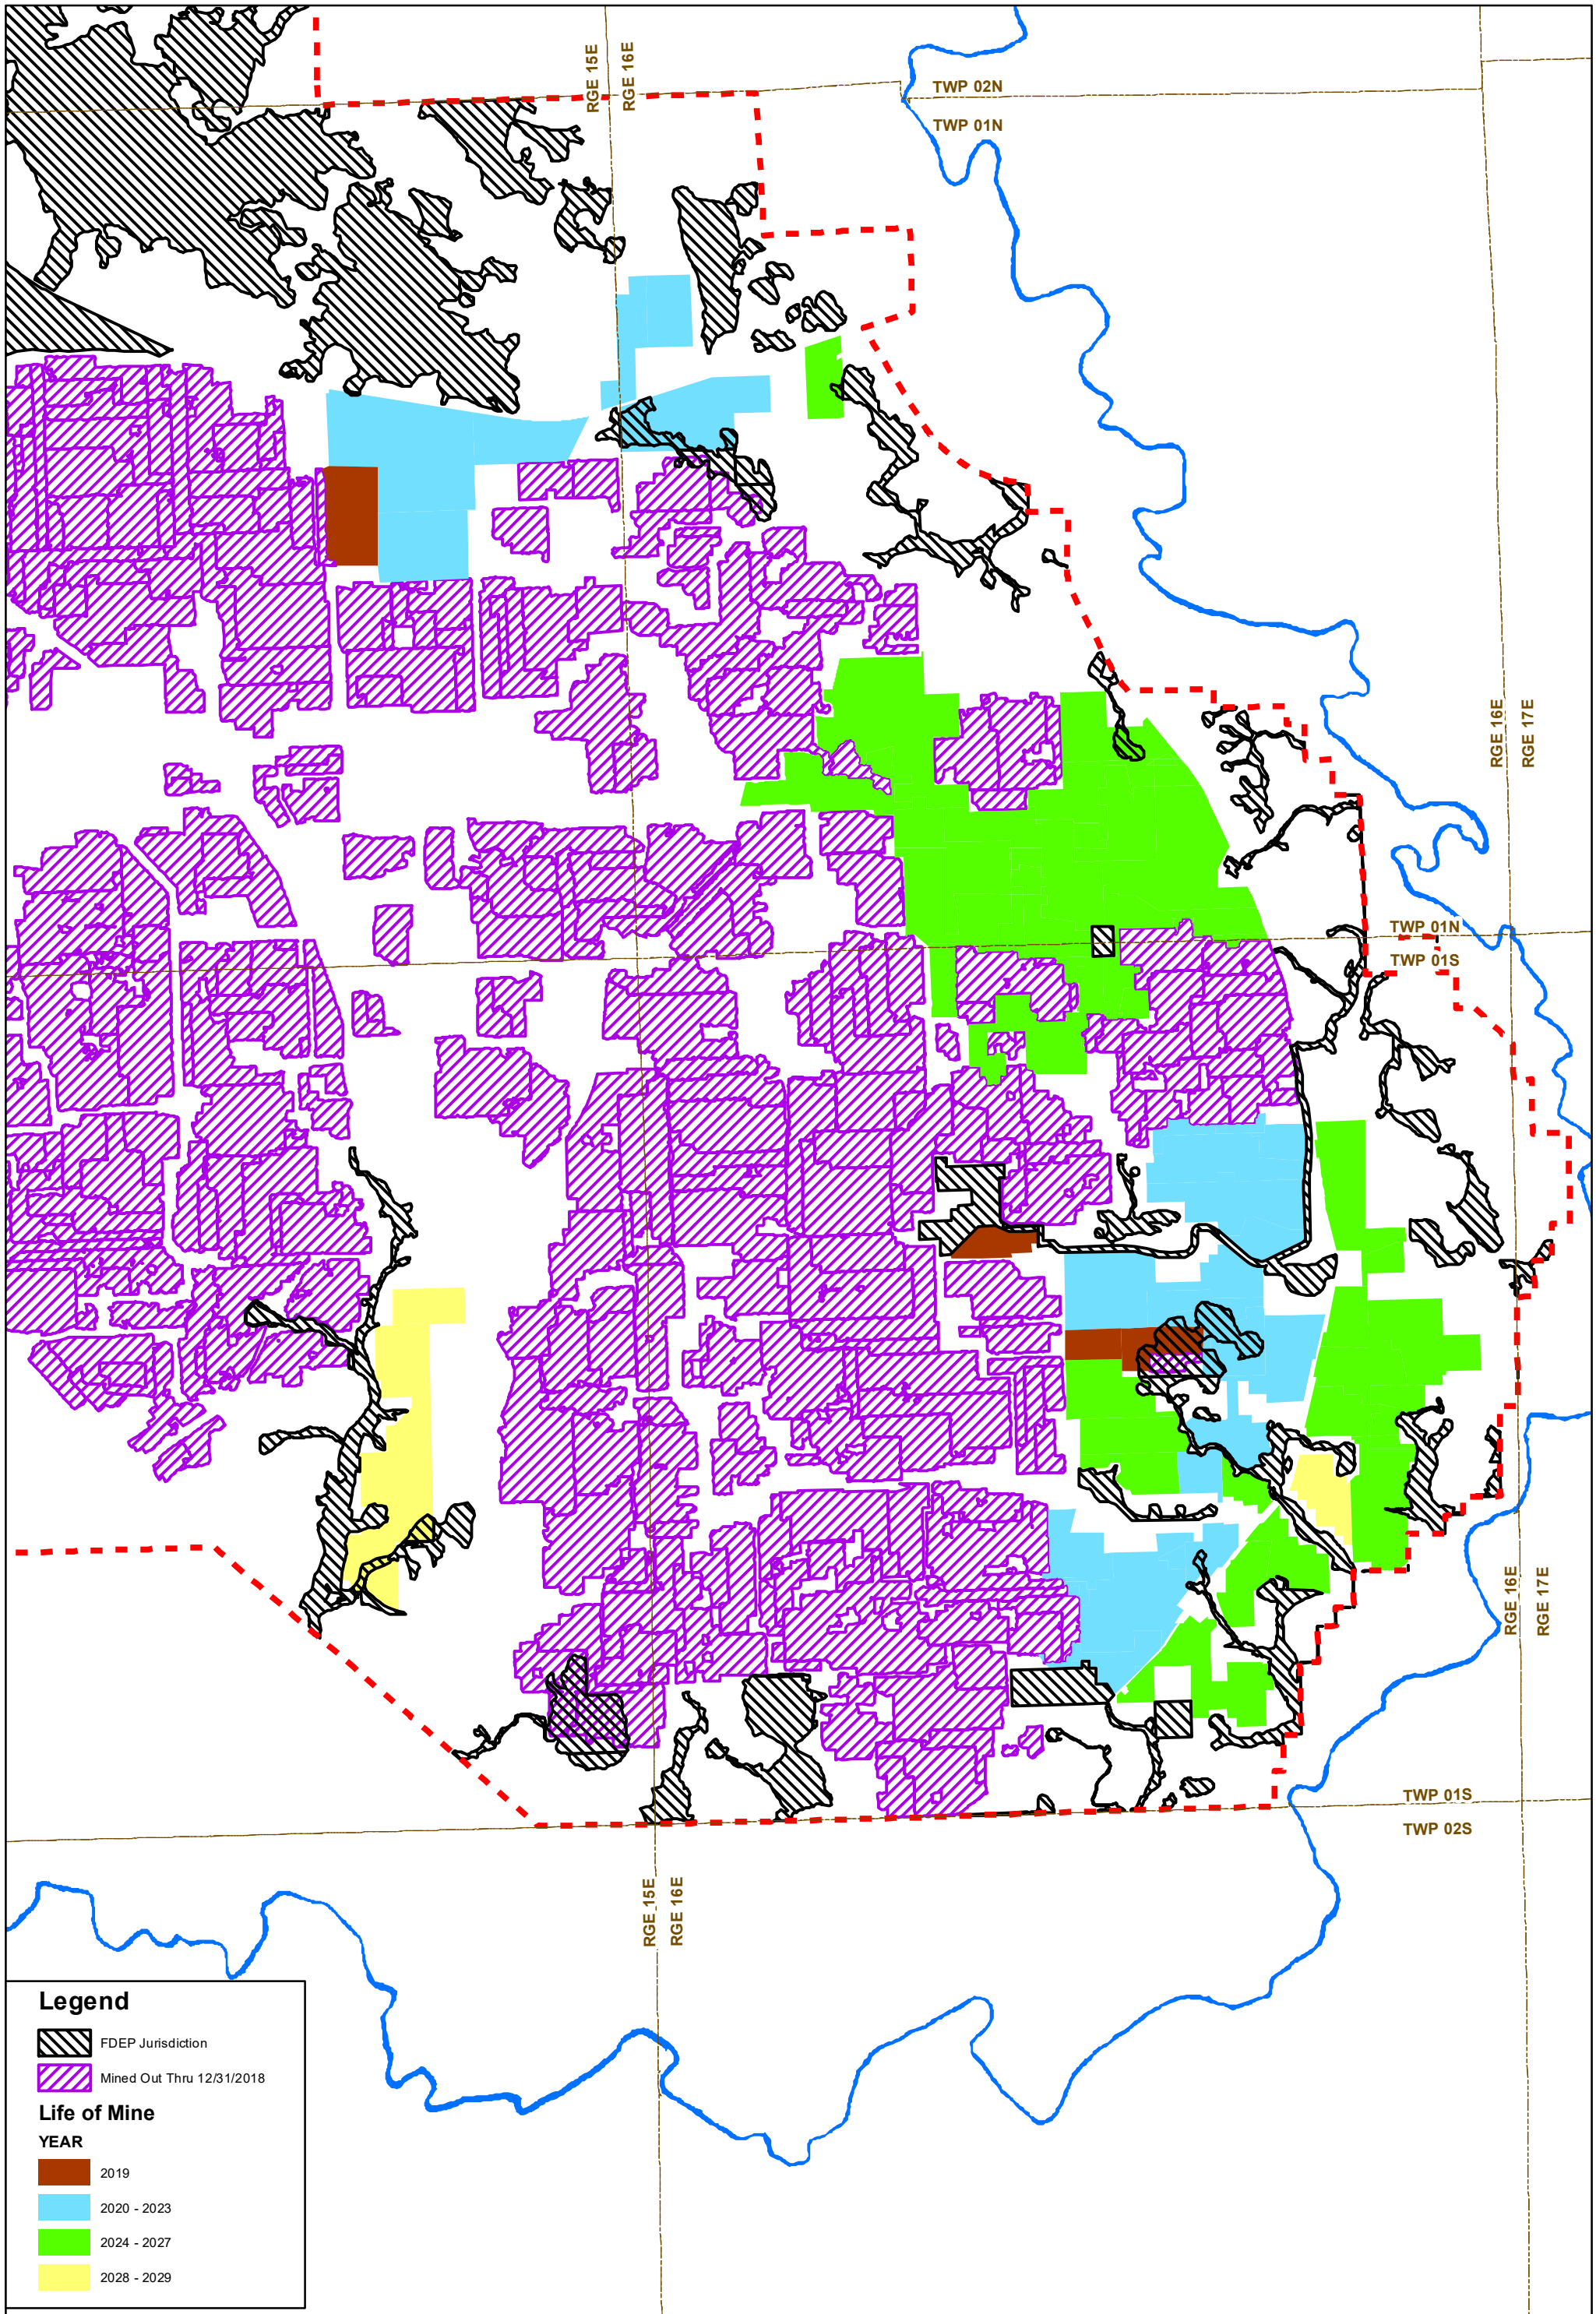 RGE 15E
RGE 16E
TWP 02N
TWP 01N
RGE 16E
RGE 17E
TWP 01N
TWP 01S
RGE 16E
RGE 17E
TWP 01S
TWP 02S
RGE 15E
RGE 16E
Legend
FDEP Jurisdiction
Mined Out Thru 12/31/2018
Life of Mine
YEAR
2019
2020 - 2023
2024 - 2027
2028 - 2029